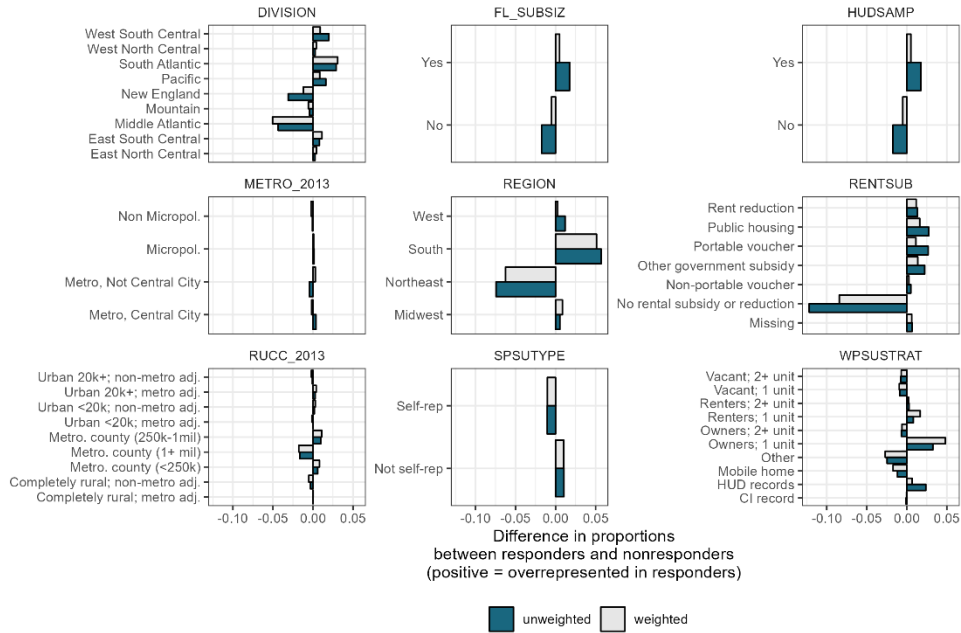 DIVISION
West South Central
West North Central
South Atlantic
Pacific
New England
Mountain
Middle Atlantic
East South Central
East North Central
FL_SUBSIZ
Yes
No
HUDSAMP
Yes
No
METRO_2013
Non Micropol.
Micropol.
Metro, Not Central City
Metro, Central City
REGION
West
South
Northeast
Midwest
RENTSUB
Rent reduction
Public housing
Portable voucher
Other government subsidy
Non-portable voucher
No rental subsidy or reduction
Missing
RUCC_2013
Urban 20k+; non-metro adj.
Urban 20k+; metro adj.
Urban <20k; non-metro adj.
Urban <20k; metro adj.
Metro. county (250k-1mil)
Metro. county (1+ mil)
Metro. county (<250k)
Completely rural; non-metro adj.
Completely rural; metro adj.
-0.10 -0.05 0.00 0.05
SPSUTYPE
Self-rep
Not self-rep
-0.10 -0.05 0.00 0.05
WPSUSTRAT
Vacant; 2+ unit
Vacant; 1 unit
Renters; 2+ unit
Renters; 1 unit
Owners; 2+ unit
Owners; 1 unit
Other
Mobile home
HUD records
CI record
-0.10 -0.05 0.00 0.05
Difference in proportions
between responders and nonresponders
(positive = overrepresented in responders)
unweighted weighted